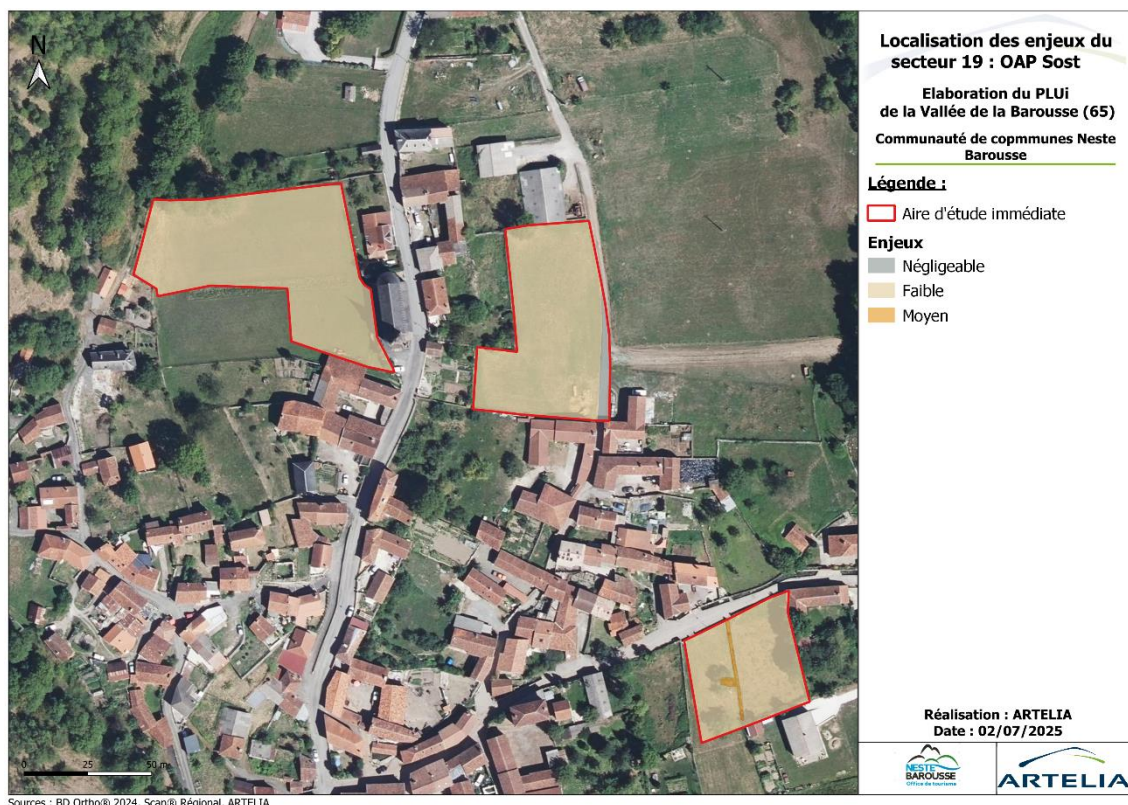 N
Localisation des enjeux du
secteur 19 : OAP Sost
Elaboration du PLUi
de la Vallée de la Barousse (65)
Communauté de copmmunes Neste
Barousse
Légende :
Aire d'étude immédiate
Enjeux
Négligeable
Faible
Moyen
Réalisation : ARTELIA
Date : 02/07/2025
NESTE
BAROUSSE
Office de tourisme
ARTELIA
0 25 50 m
Sources : BD Ortho® 2024, Scan® Régional, ARTELIA